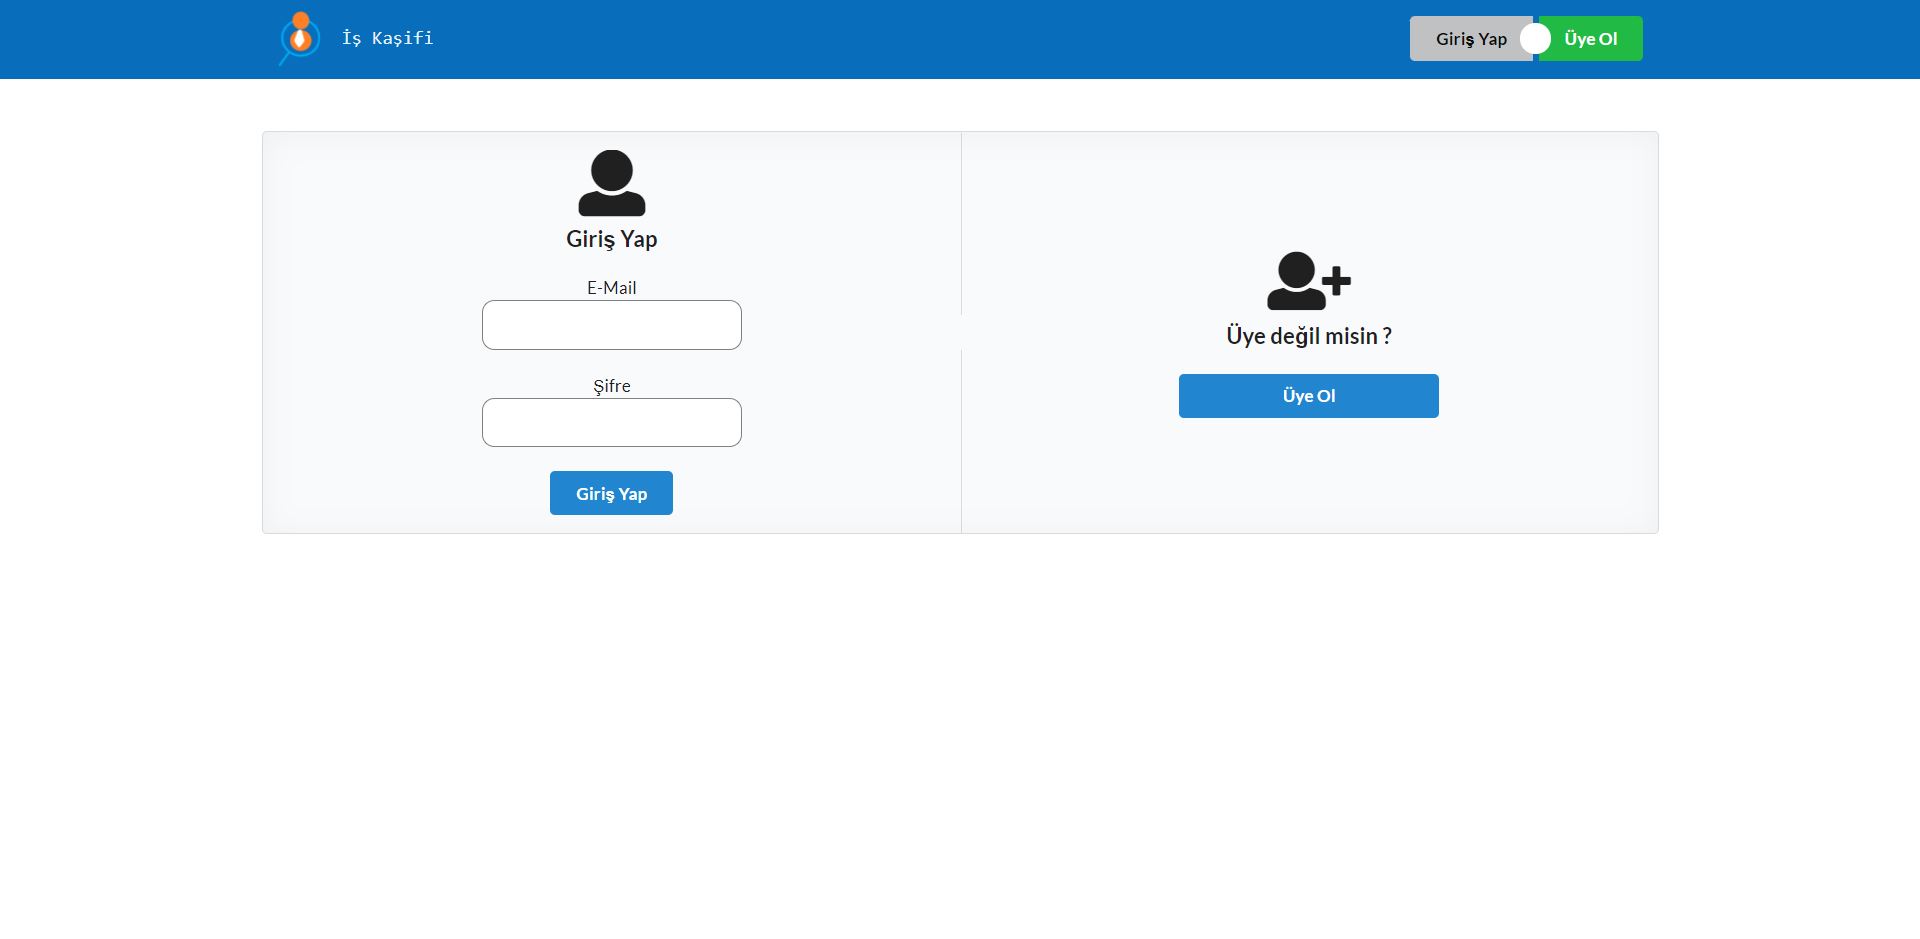 İş Kaşifi
Giriş Yap
Üye Ol
Giriş Yap
E-Mail
Şifre
Giriş Yap
Üye değil misin ?
Üye Ol